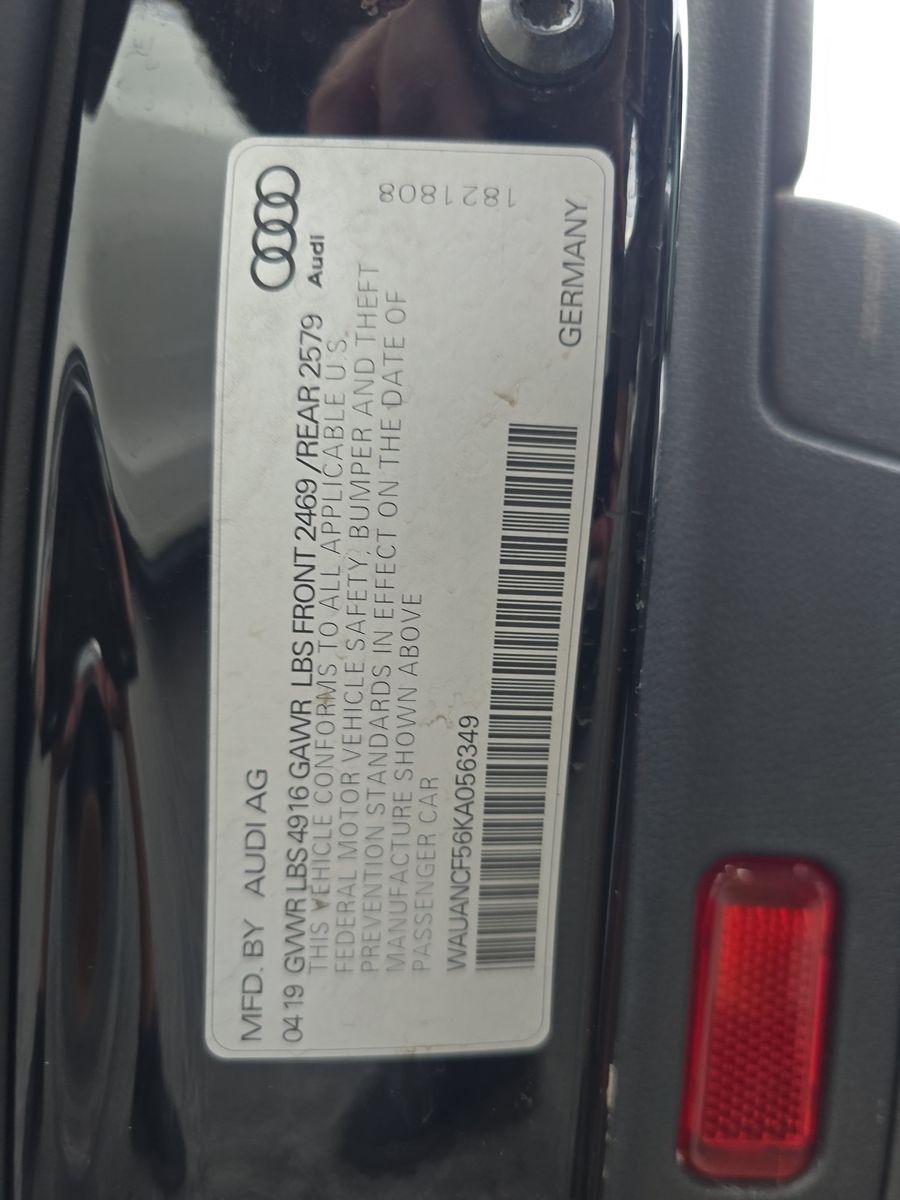 MFD. BY AUDI AG
Audi
04 19 GVWR LBS 4916 GAWR LBS FRONT 2469 /REAR 2579
THIS VEHICLE CONFORMS TO ALL APPLICABLE U.S.
FEDERAL MOTOR VEHICLE SAFETY, BUMPER AND THEFT
PREVENTION STANDARDS IN EFFECT ON THE DATE OF
MANUFACTURE SHOWN ABOVE
PASSENGER CAR
1821808
WAUANCF56KA056349
GERMANY